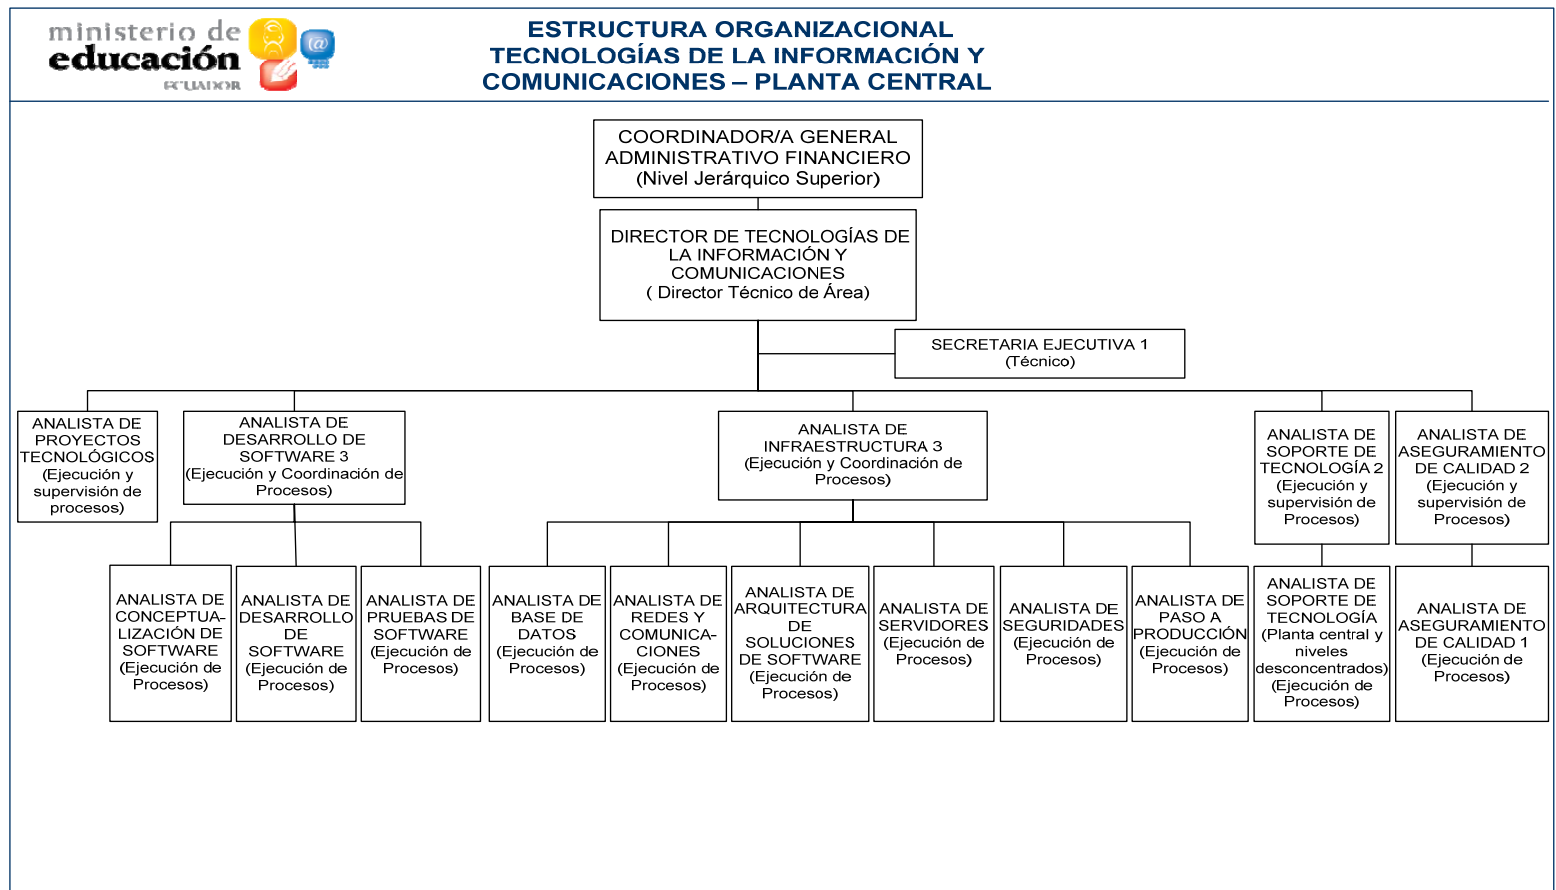 ministerio de
educación
ECUADOR
@
ESTRUCTURA ORGANIZACIONAL
TECNOLOGÍAS DE LA INFORMACIÓN Y
COMUNICACIONES – PLANTA CENTRAL
COORDINADOR/A GENERAL
ADMINISTRATIVO FINANCIERO
(Nivel Jerárquico Superior)
DIRECTOR DE TECNOLOGÍAS DE
LA INFORMACIÓN Y
COMUNICACIONES
( Director Técnico de Área)
SECRETARIA EJECUTIVA 1
(Técnico)
ANALISTA DE
PROYECTOS
TECNOLÓGICOS
(Ejecución y
supervisión de
procesos)
ANALISTA DE
DESARROLLO DE
SOFTWARE 3
(Ejecución y Coordinación de
Procesos)
ANALISTA DE
INFRAESTRUCTURA 3
(Ejecución y Coordinación de
Procesos)
ANALISTA DE
SOPORTE DE
TECNOLOGÍA 2
(Ejecución y
supervisión de
Procesos)
ANALISTA DE
ASEGURAMIENTO
DE CALIDAD 2
(Ejecución y
supervisión de
Procesos)
ANALISTA DE
CONCEPTUA-
LIZACIÓN DE
SOFTWARE
(Ejecución de
Procesos)
ANALISTA DE
DESARROLLO
DE
SOFTWARE
(Ejecución de
Procesos)
ANALISTA DE
PRUEBAS DE
SOFTWARE
(Ejecución de
Procesos)
ANALISTA DE
BASE DE
DATOS
(Ejecución de
Procesos)
ANALISTA DE
REDES Y
COMUNICA-
CIONES
(Ejecución de
Procesos)
ANALISTA DE
ARQUITECTURA
DE
SOLUCIONES
DE SOFTWARE
(Ejecución de
Procesos)
ANALISTA DE
SERVIDORES
(Ejecución de
Procesos)
ANALISTA DE
SEGURIDADES
(Ejecución de
Procesos)
ANALISTA DE
PASO A
PRODUCCIÓN
(Ejecución de
Procesos)
ANALISTA DE
SOPORTE DE
TECNOLOGÍA
(Planta central y
niveles
desconcentrados)
(Ejecución de
Procesos)
ANALISTA DE
ASEGURAMIENTO
DE CALIDAD 1
(Ejecución de
Procesos)